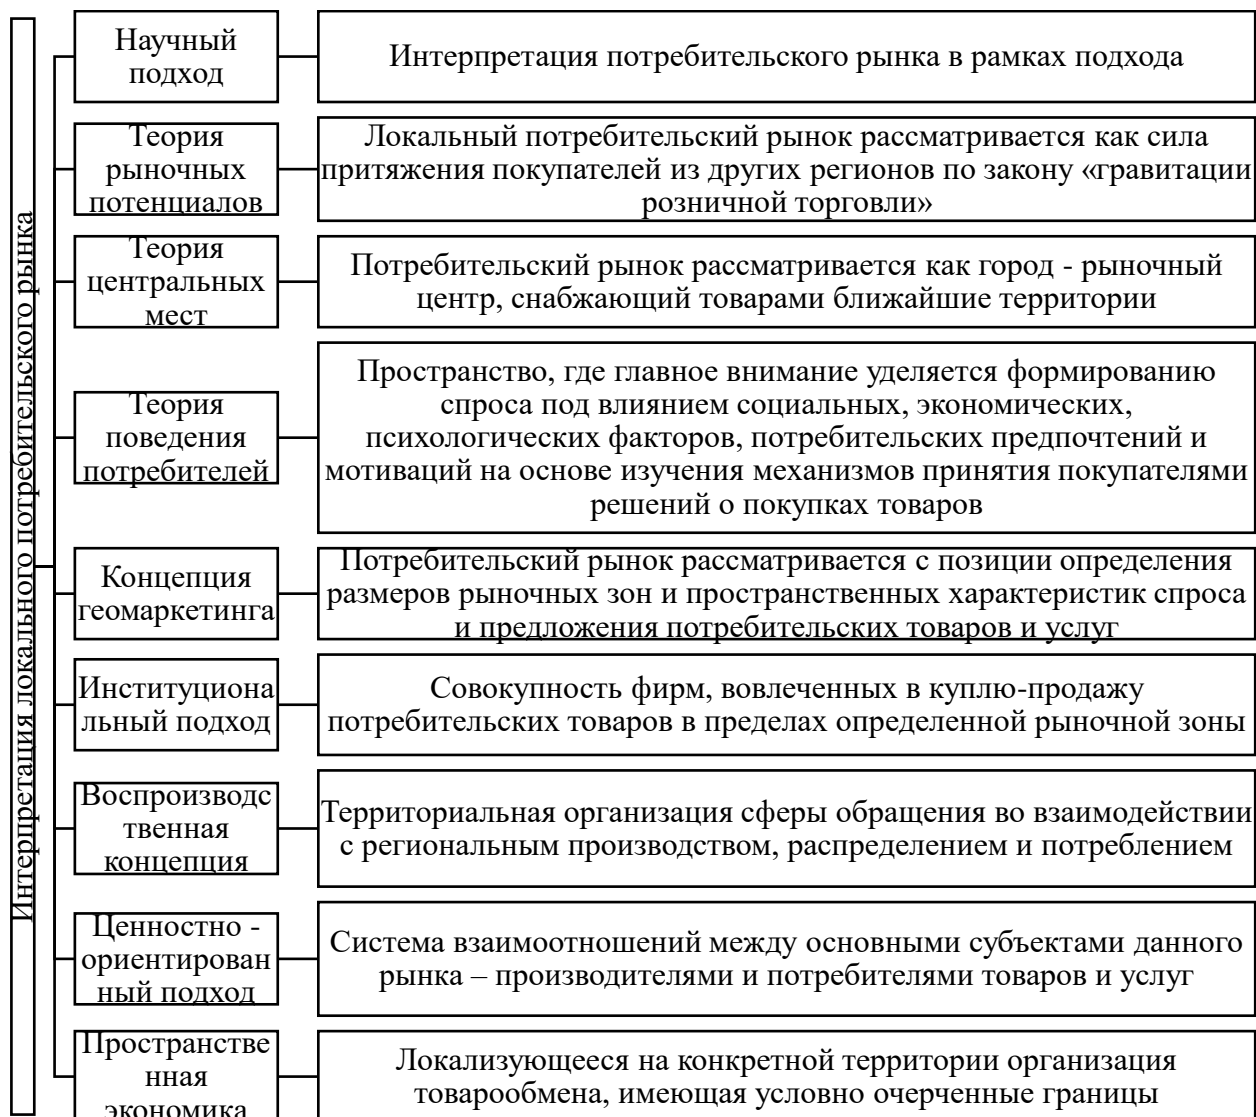 Интерпретация локального потребительского рынка
Научный
подход
Интерпретация потребительского рынка в рамках подхода
Теория
рыночных
потенциалов
Локальный потребительский рынок рассматривается как сила
притяжения покупателей из других регионов по закону «гравитации
розничной торговли»
Теория
центральных
мест
Потребительский рынок рассматривается как город - рыночный
центр, снабжающий товарами ближайшие территории
Теория
поведения
потребителей
Пространство, где главное внимание уделяется формированию
спроса под влиянием социальных, экономических,
психологических факторов, потребительских предпочтений и
мотиваций на основе изучения механизмов принятия покупателями
решений о покупках товаров
Концепция
геомаркетинга
Потребительский рынок рассматривается с позиции определения
размеров рыночных зон и пространственных характеристик спроса
и предложения потребительских товаров и услуг
Институциона
льный подход
Совокупность фирм, вовлеченных в куплю-продажу
потребительских товаров в пределах определенной рыночной зоны
Воспроизводс
твенная
концепция
Территориальная организация сферы обращения во взаимодействии
с региональным производством, распределением и потреблением
Ценностно -
ориентирован
ный подход
Система взаимоотношений между основными субъектами данного
рынка – производителями и потребителями товаров и услуг
Пространстве
нная
экономика
Локализующееся на конкретной территории организация
товарообмена, имеющая условно очерченные границы